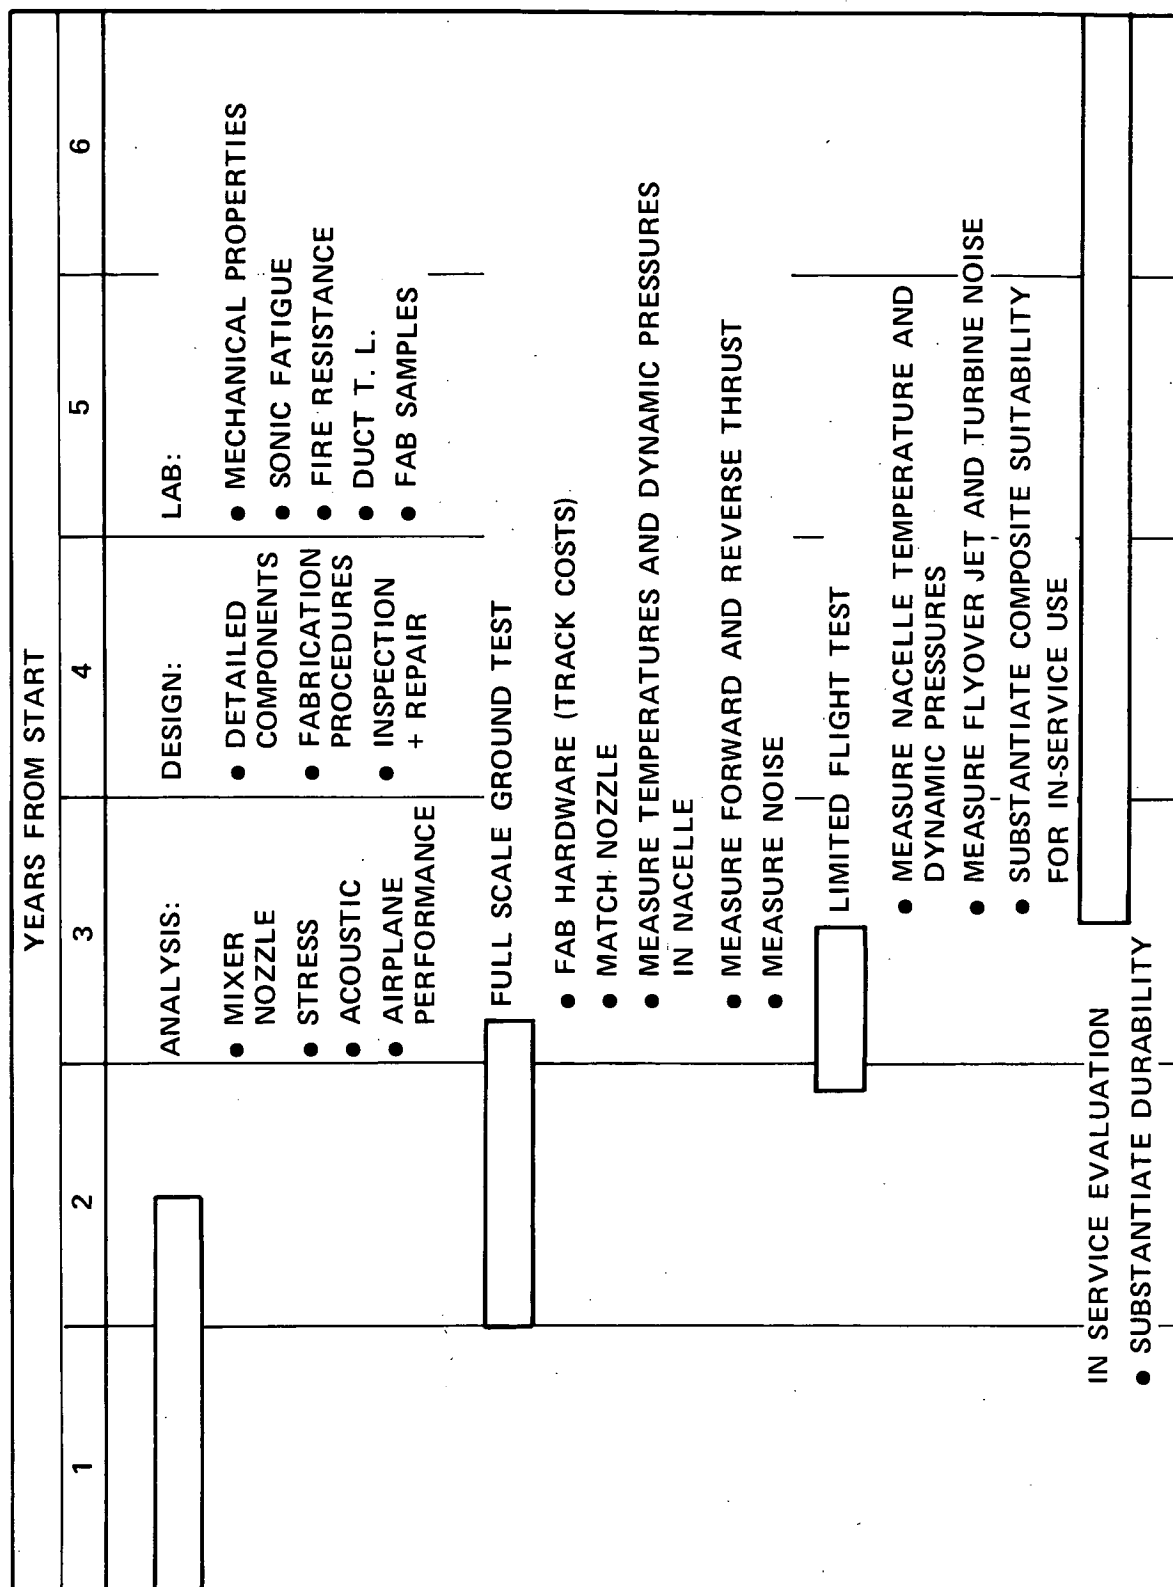 YEARS FROM START
1 2 3 4 5 6
ANALYSIS:
● MIXER
NOZZLE
● STRESS
● ACOUSTIC
● AIRPLANE
PERFORMANCE
DESIGN:
● DETAILED
COMPONENTS
● FABRICATION
PROCEDURES
● INSPECTION
+ REPAIR
LAB:
● MECHANICAL PROPERTIES
● SONIC FATIGUE
● FIRE RESISTANCE
● DUCT T. L.
● FAB SAMPLES
FULL SCALE GROUND TEST
● FAB HARDWARE (TRACK COSTS)
● MATCH NOZZLE
● MEASURE TEMPERATURES AND DYNAMIC PRESSURES
IN NACELLE
● MEASURE FORWARD AND REVERSE THRUST
● MEASURE NOISE
LIMITED FLIGHT TEST
● MEASURE NACELLE TEMPERATURE AND
DYNAMIC PRESSURES
● MEASURE FLYOVER JET AND TURBINE NOISE
● SUBSTANTIATE COMPOSITE SUITABILITY
FOR IN-SERVICE USE
IN SERVICE EVALUATION
● SUBSTANTIATE DURABILITY